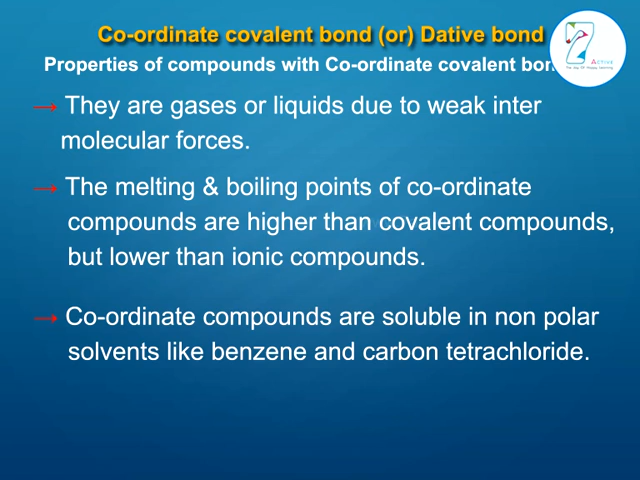 Co-ordinate covalent bond (or) Dative bond
Properties of compounds with Co-ordinate covalent
→ They are gases or liquids due to weak inter
molecular forces.
→ The melting & boiling points of co-ordinate
compounds are higher than covalent compounds,
but lower than ionic compounds.
→ Co-ordinate compounds are soluble in non polar
solvents like benzene and carbon tetrachloride.
7
Active